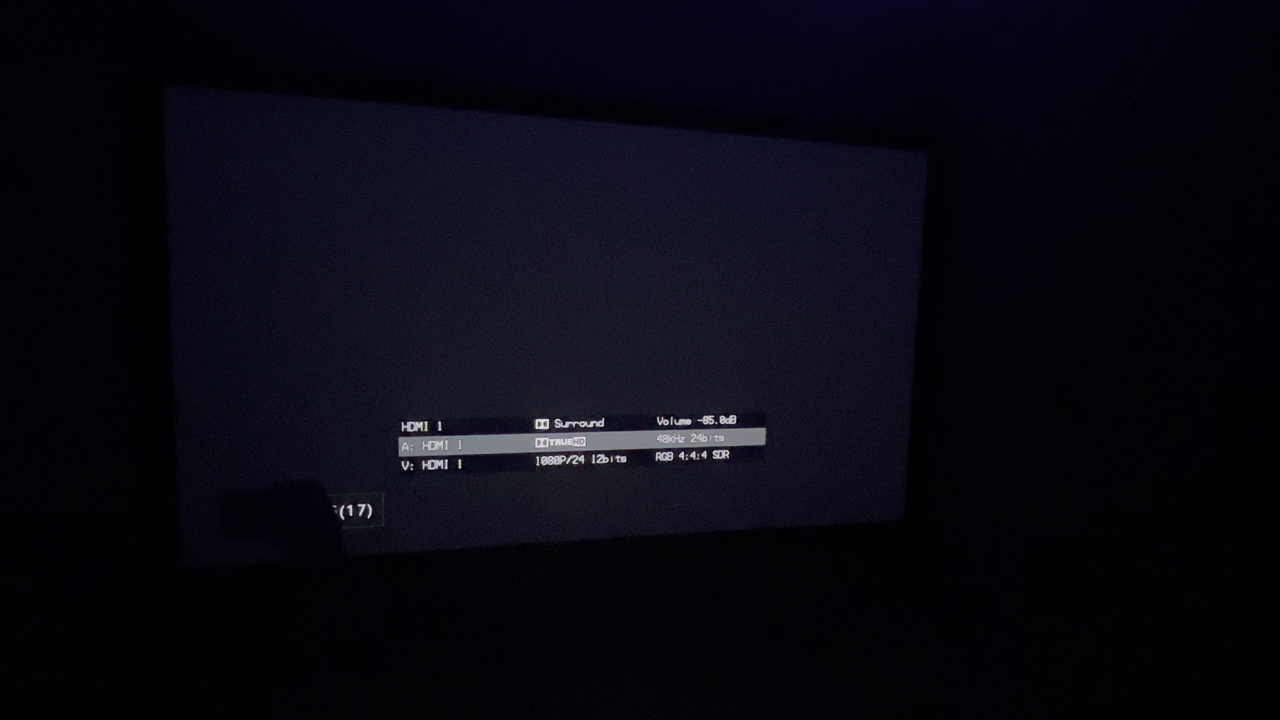 HDMI 1 Surround Volume -85.0dB
A: HDMI 1 TRUEHD 48kHz 24bits
V: HDMI 1 1080P/24 12bits RGB 4:4:4 SDR
(17)